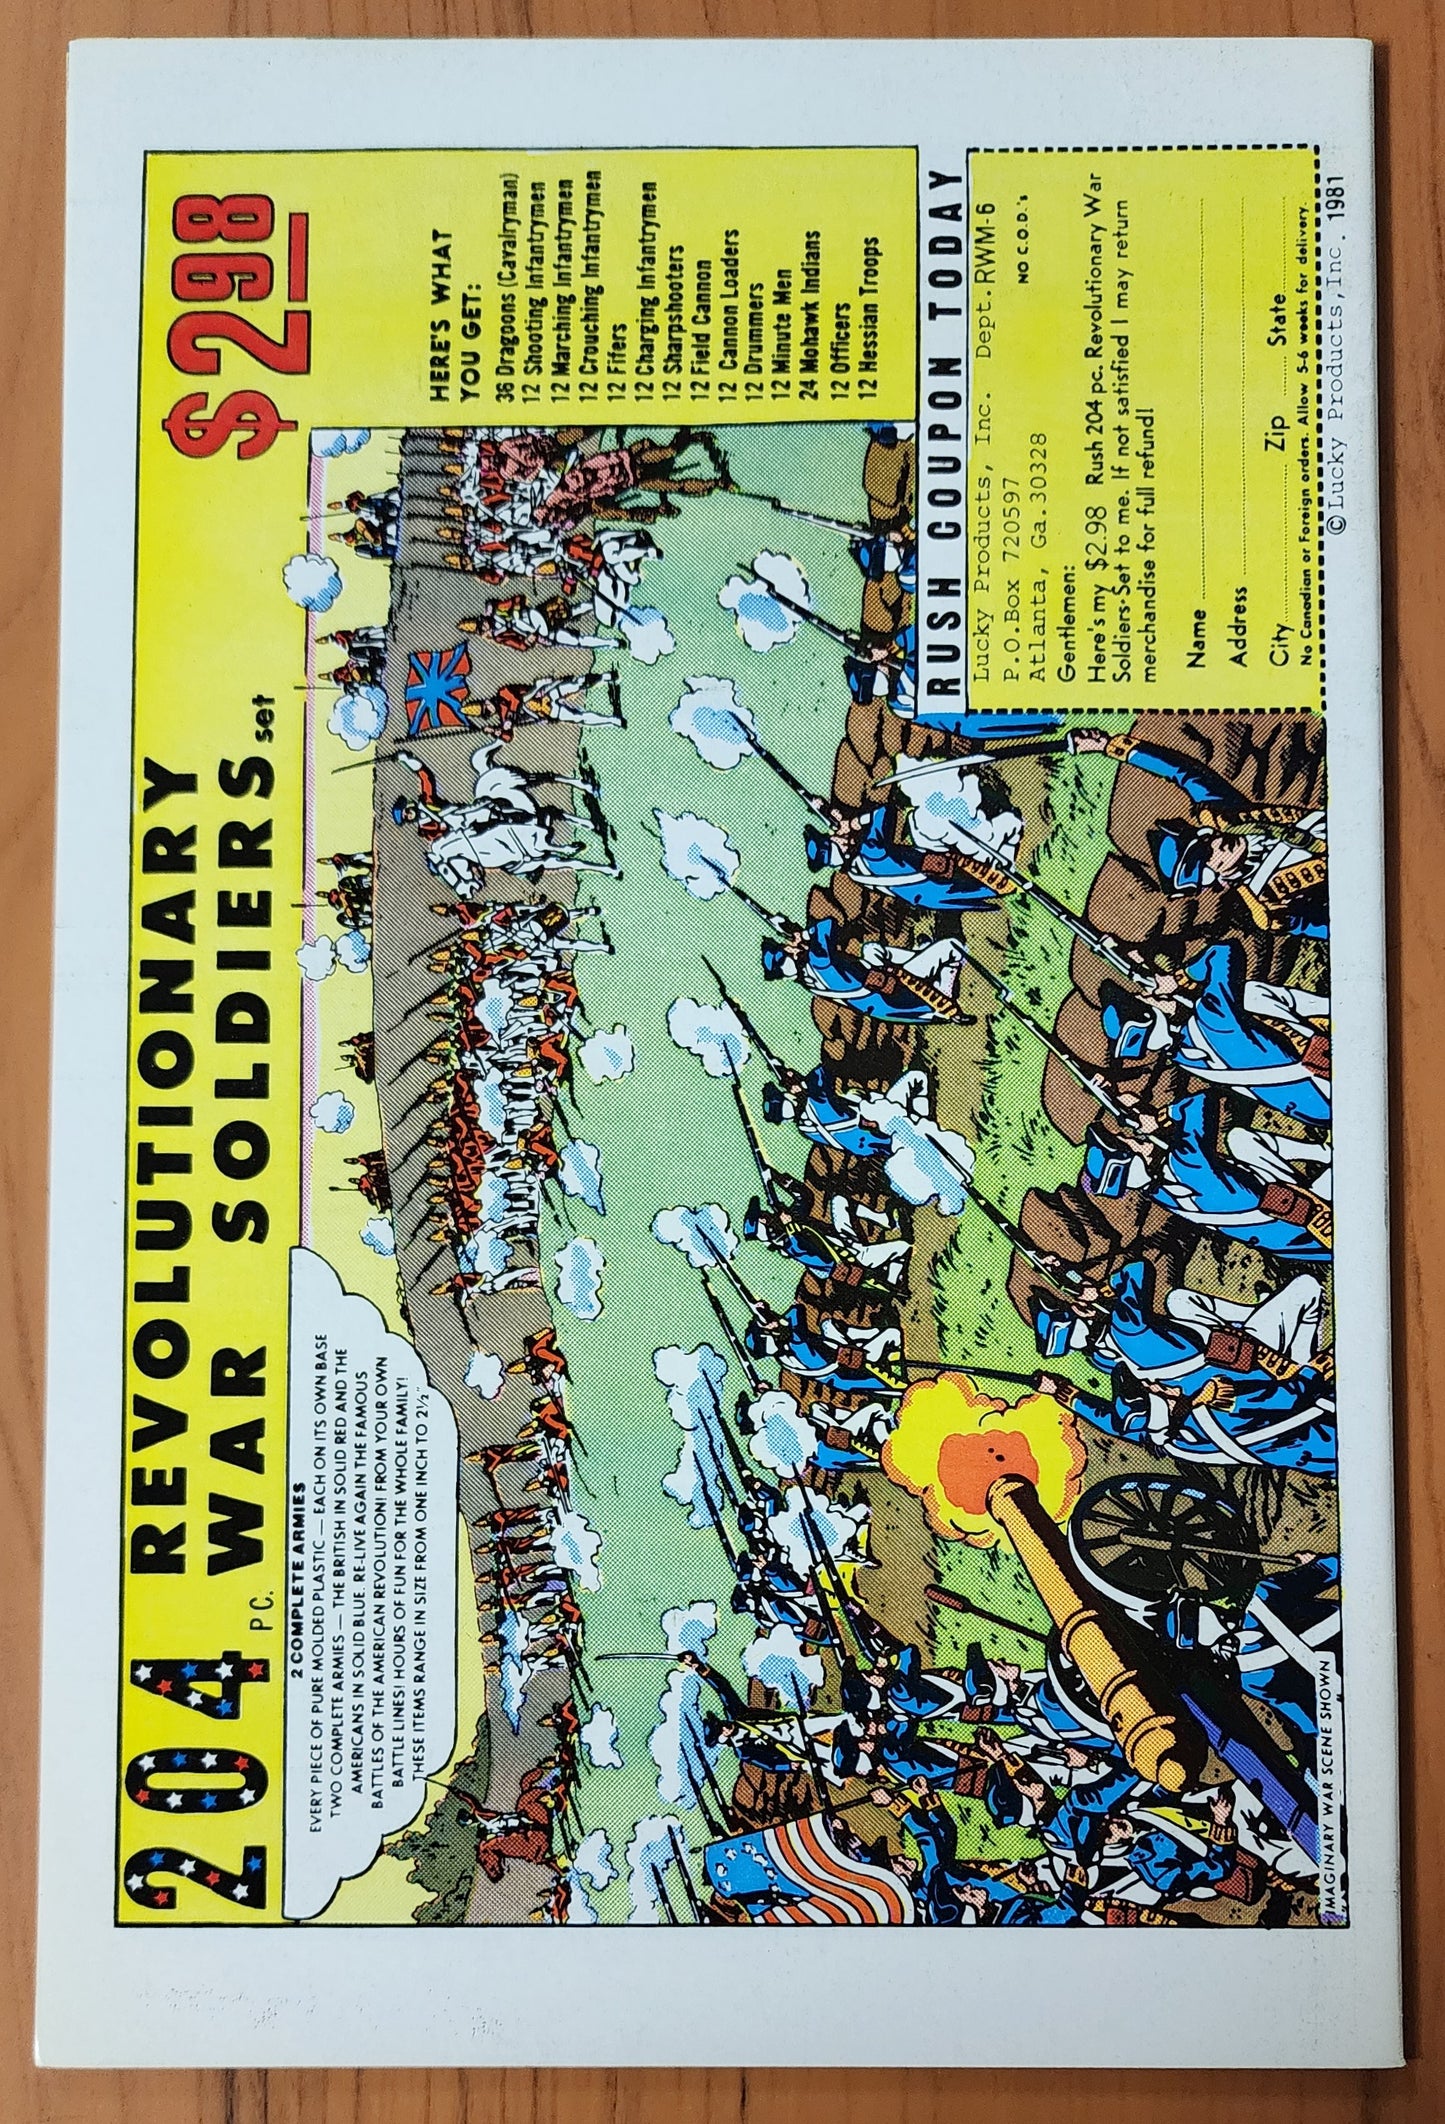 204 PC. REVOLUTIONARY
WAR SOLDIERS set
$2.98
2 COMPLETE ARMIES
EVERY PIECE OF PURE MOLDED PLASTIC — EACH ON ITS OWN BASE
TWO COMPLETE ARMIES — THE BRITISH IN SOLID RED AND THE
AMERICANS IN SOLID BLUE. RE-LIVE AGAIN THE FAMOUS
BATTLES OF THE AMERICAN REVOLUTION! FROM YOUR OWN
BATTLE LINES! HOURS OF FUN FOR THE WHOLE FAMILY!
THESE ITEMS RANGE IN SIZE FROM ONE INCH TO 2½"
HERE'S WHAT
YOU GET:
36 Dragoons (Cavalryman)
12 Shooting Infantrymen
12 Marching Infantrymen
12 Crouching Infantrymen
12 Fifers
12 Charging Infantrymen
12 Sharpshooters
12 Field Cannon
12 Cannon Loaders
12 Drummers
12 Minute Men
24 Mohawk Indians
12 Officers
12 Hessian Troops
RUSH COUPON TODAY
Lucky Products, Inc. Dept.RWM-6
P.O.Box 720597 NO C.O.D.'s
Atlanta, Ga.30328
Gentlemen:
Here's my $2.98 Rush 204 pc. Revolutionary War
Soldiers Set to me. If not satisfied I may return
merchandise for full refund!
Name
Address
City Zip State
No Canadian or Foreign orders. Allow 5-6 weeks for delivery.
IMAGINARY WAR SCENE SHOWN
©Lucky Products,Inc. 1981